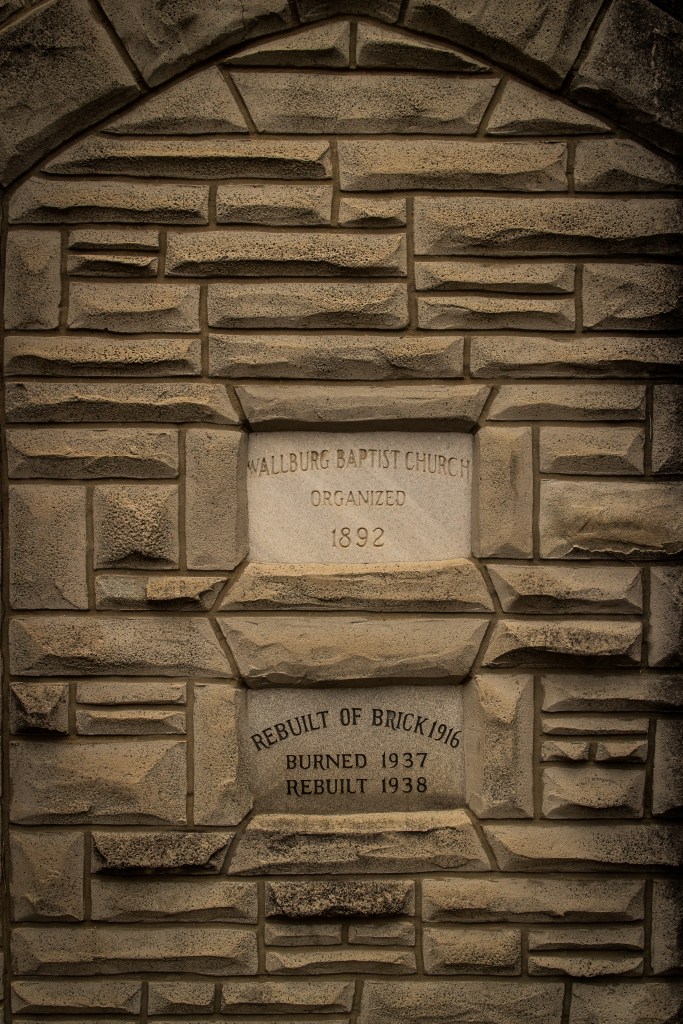 WALLBURG BAPTIST CHURCH
ORGANIZED
1892
REBUILT OF BRICK 1916
BURNED 1937
REBUILT 1938